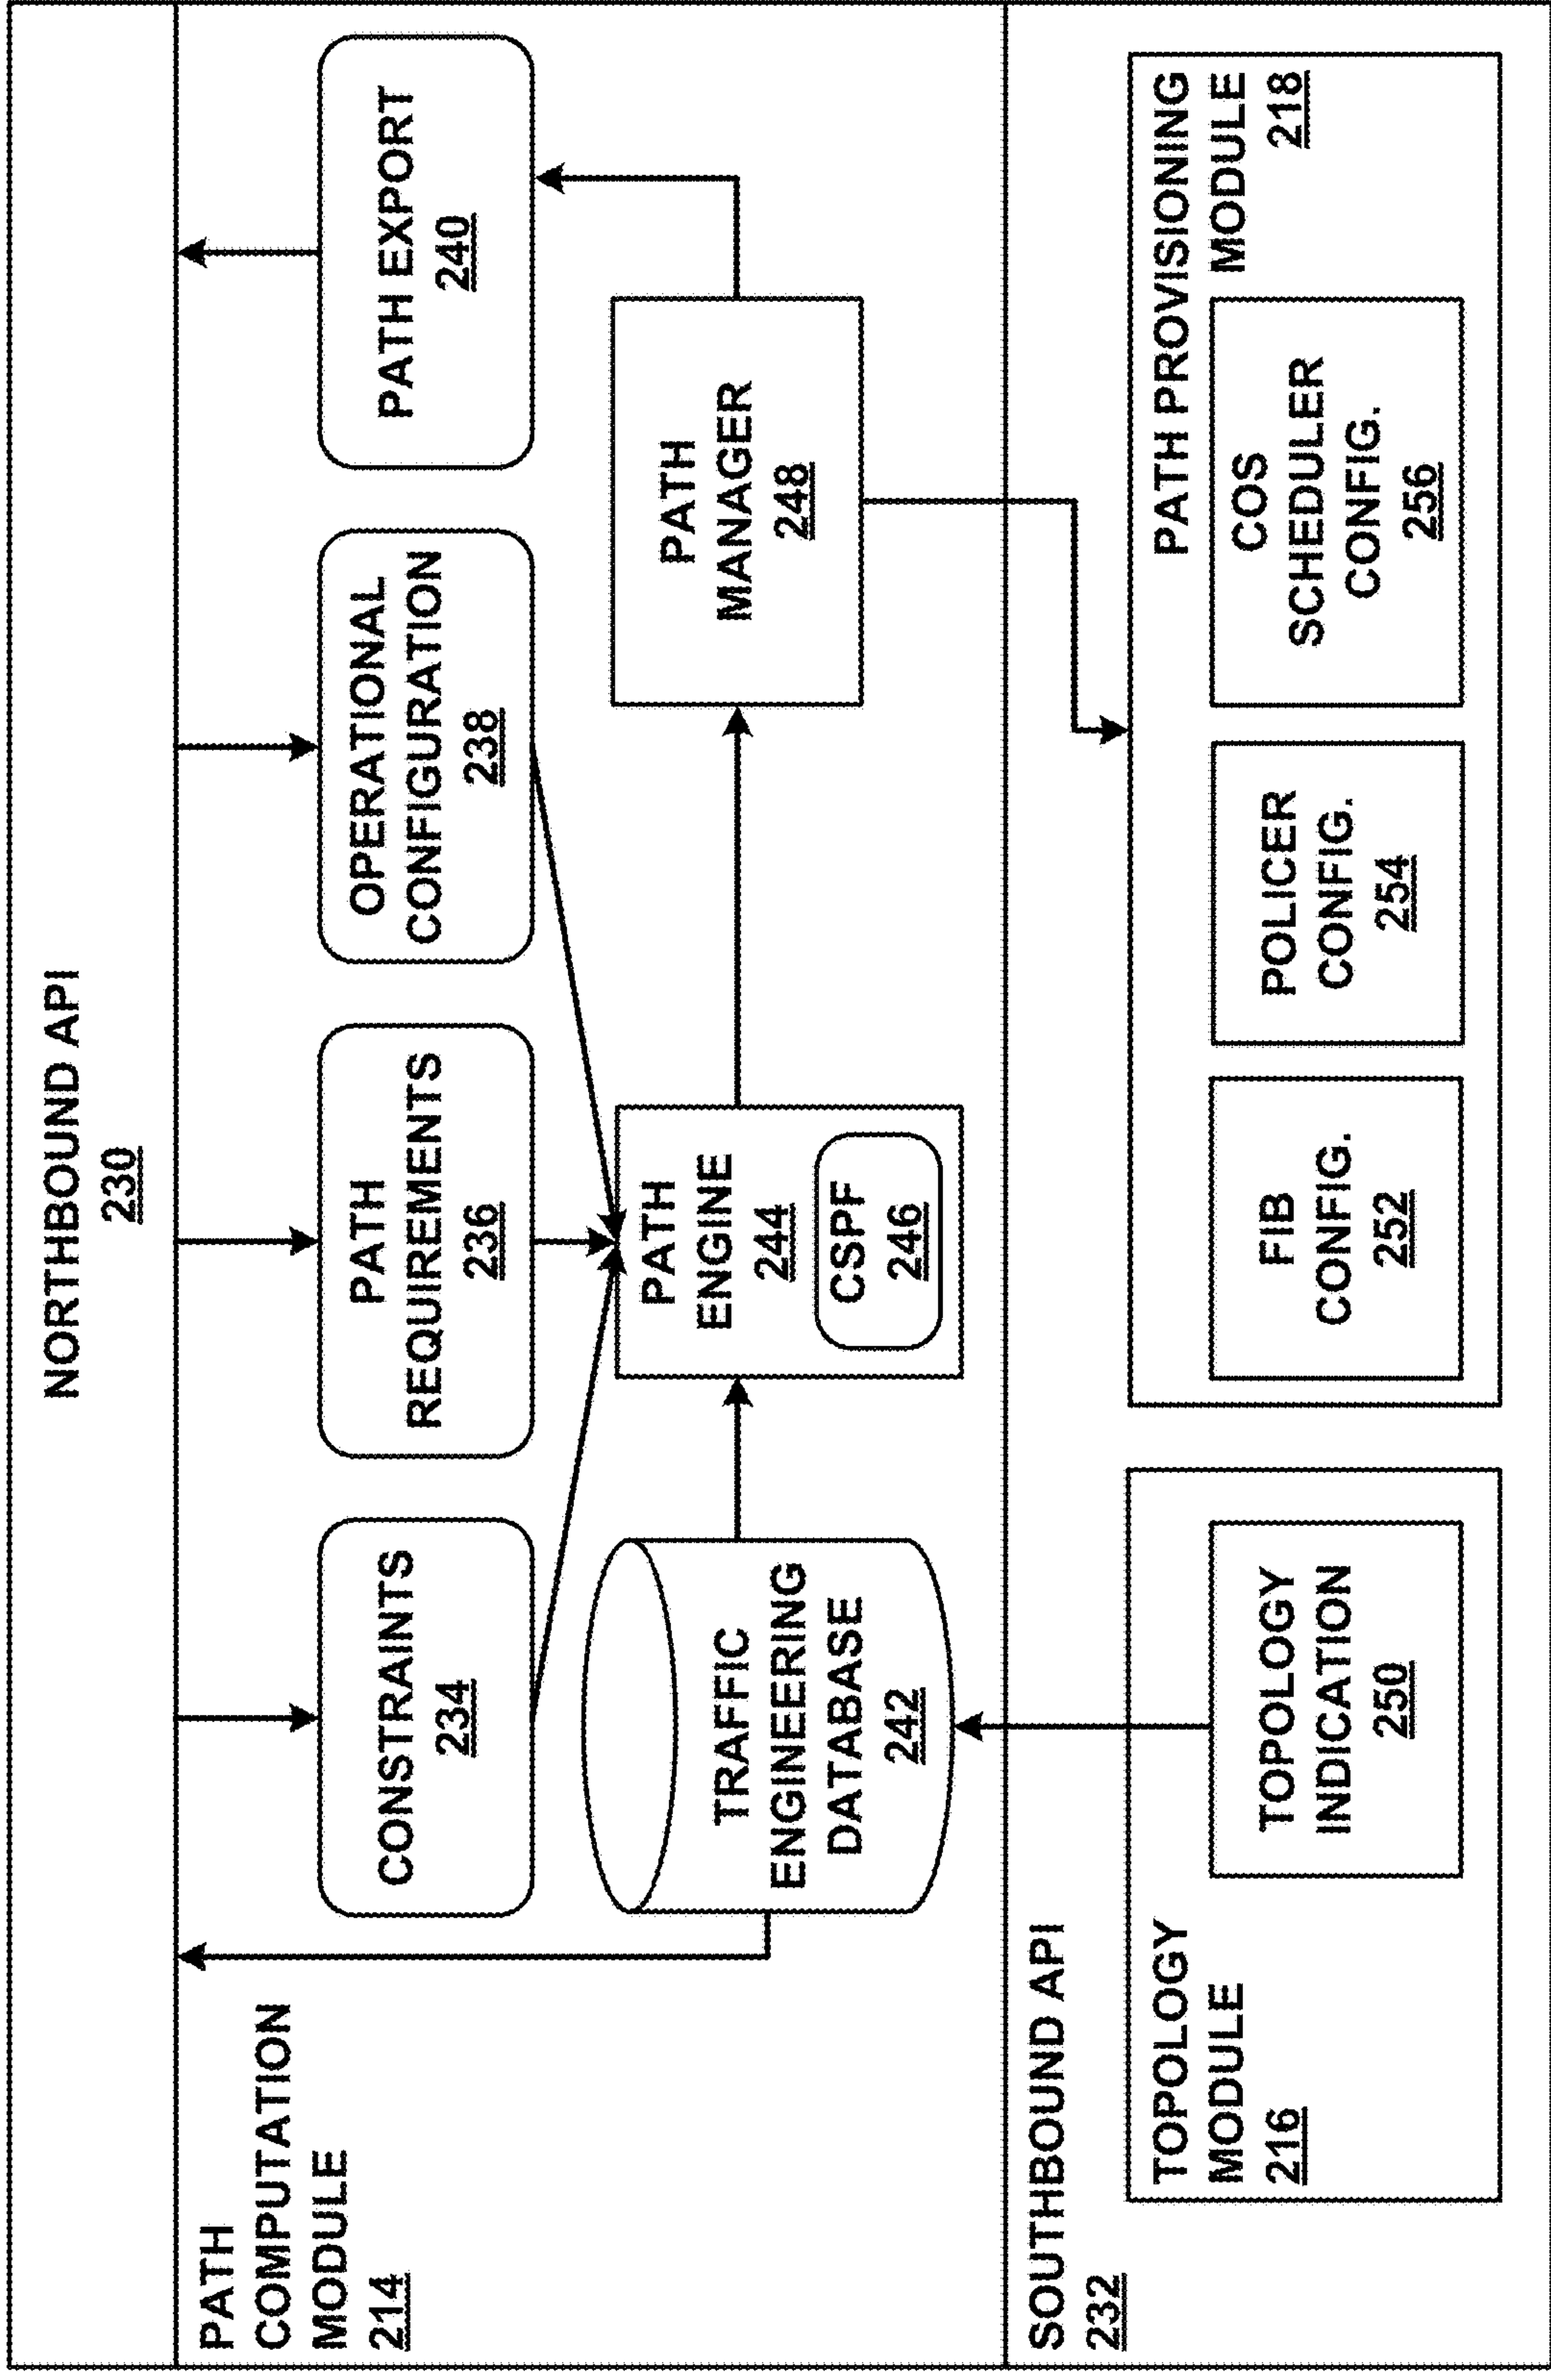 NORTHBOUND API
230
PATH
COMPUTATION
MODULE
214
CONSTRAINTS
234
PATH
REQUIREMENTS
236
OPERATIONAL
CONFIGURATION
238
PATH EXPORT
240
TRAFFIC
ENGINEERING
DATABASE
242
PATH
ENGINE
244
CSPF
246
PATH
MANAGER
248
SOUTHBOUND API
232
TOPOLOGY
MODULE
216
TOPOLOGY
INDICATION
250
PATH PROVISIONING
MODULE
218
FIB
CONFIG.
252
POLICER
CONFIG.
254
COS
SCHEDULER
CONFIG.
256